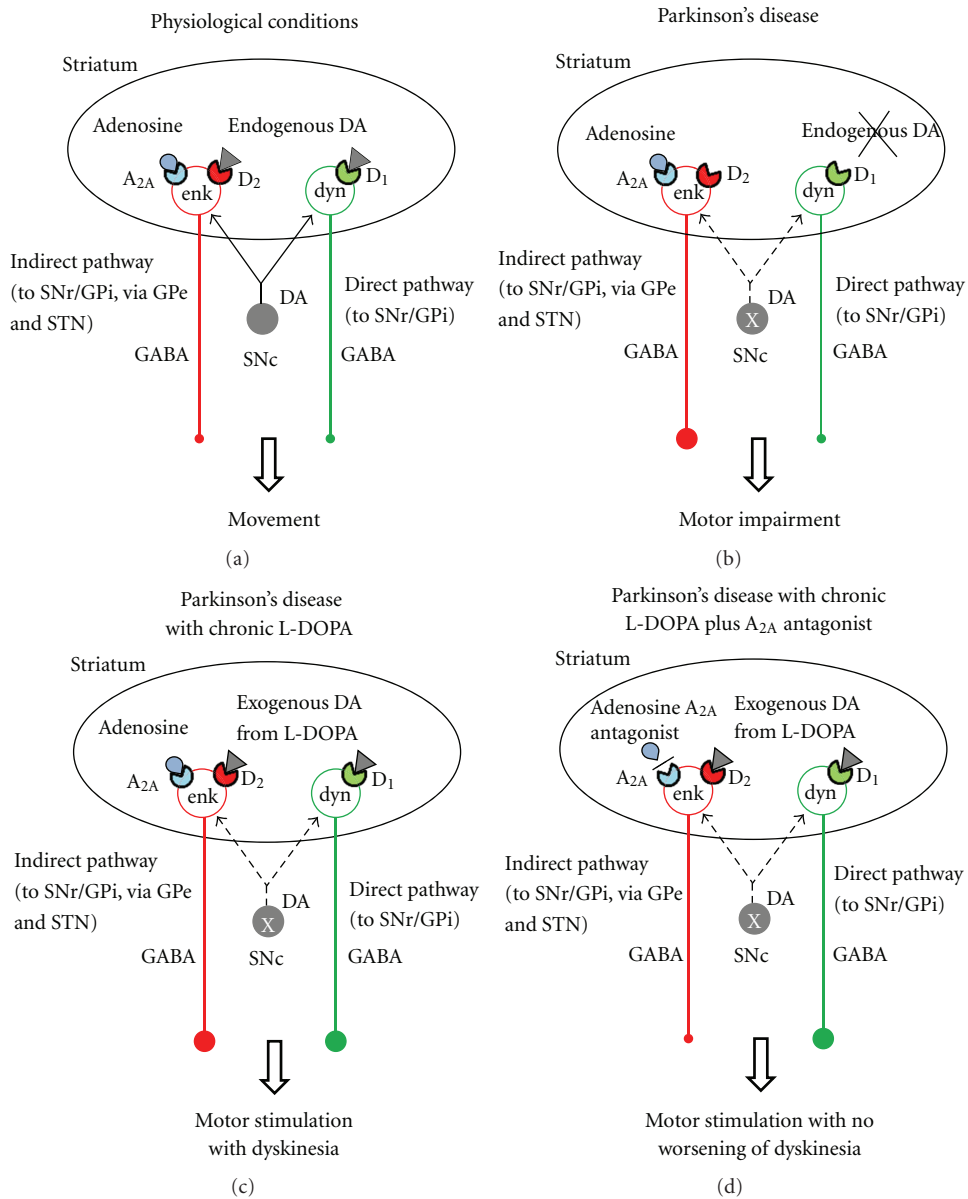 Physiological conditions
Striatum
Adenosine
Endogenous DA
A2A
enk
D2
dyn
D1
Indirect pathway
(to SNr/GPi, via GPe
and STN)
DA
Direct pathway
(to SNr/GPi)
GABA
SNc
GABA
Movement
(a)
Parkinson's disease
Striatum
Adenosine
Endogenous DA
A2A
enk
D2
dyn
D1
Indirect pathway
(to SNr/GPi, via GPe
and STN)
DA
X
Direct pathway
(to SNr/GPi)
GABA
SNc
GABA
Motor impairment
(b)
Parkinson's disease
with chronic L-DOPA
Striatum
Adenosine
Exogenous DA
from L-DOPA
A2A
enk
D2
dyn
D1
Indirect pathway
(to SNr/GPi, via GPe
and STN)
DA
X
Direct pathway
(to SNr/GPi)
GABA
SNc
GABA
Motor stimulation
with dyskinesia
(c)
Parkinson's disease with chronic
L-DOPA plus A2A antagonist
Striatum
Adenosine A2A
antagonist
Exogenous DA
from L-DOPA
A2A
enk
D2
dyn
D1
Indirect pathway
(to SNr/GPi, via GPe
and STN)
DA
X
Direct pathway
(to SNr/GPi)
GABA
SNc
GABA
Motor stimulation with no
worsening of dyskinesia
(d)